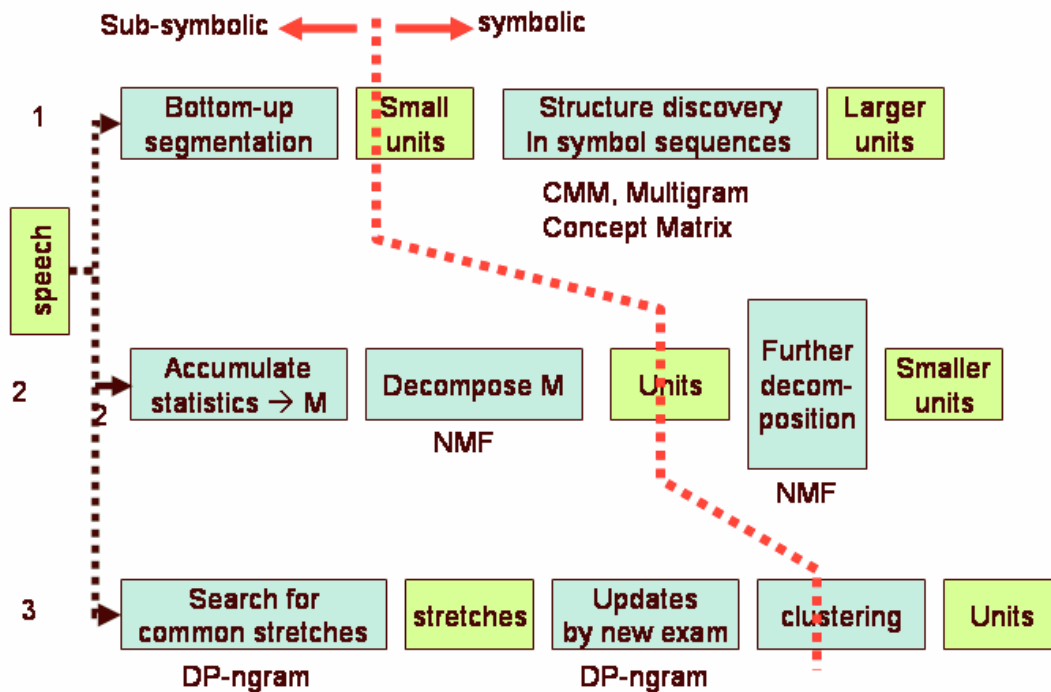 Sub-symbolic
symbolic
1
Bottom-up
segmentation
Small
units
Structure discovery
In symbol sequences
Larger
units
CMM, Multigram
Concept Matrix
speech
2
2
Accumulate
statistics → M
Decompose M
NMF
Units
Further
decom-
position
NMF
Smaller
units
3
Search for
common stretches
DP-ngram
stretches
Updates
by new exam
DP-ngram
clustering
Units